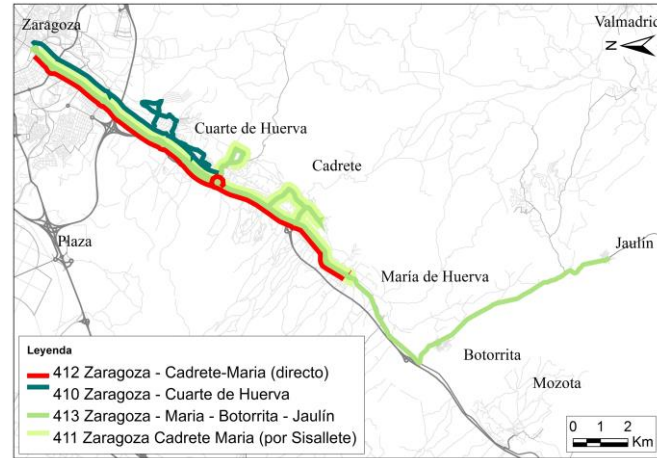 Zaragoza
Valmadrid
N
Cuarte de Huerva
Cadrete
Plaza
Jaulín
María de Huerva
Botorrita
Mozota
Leyenda
412 Zaragoza - Cadrete-Maria (directo)
410 Zaragoza - Cuarte de Huerva
413 Zaragoza - Maria - Botorrita - Jaulín
411 Zaragoza Cadrete Maria (por Sisallete)
0 1 2
Km